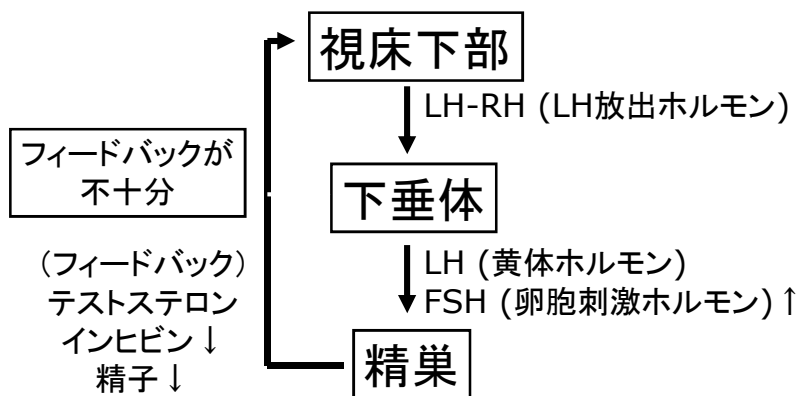 視床下部
LH-RH (LH放出ホルモン)
フィードバックが
不十分
下垂体
(フィードバック)
テストステロン
インヒビン↓
精子↓
LH (黄体ホルモン)
FSH (卵胞刺激ホルモン)↑
精巣